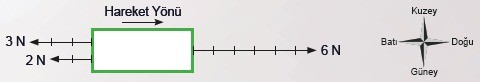 Hareket Yönü
3 N
2 N
6 N
Kuzey
Batı
Doğu
Güney